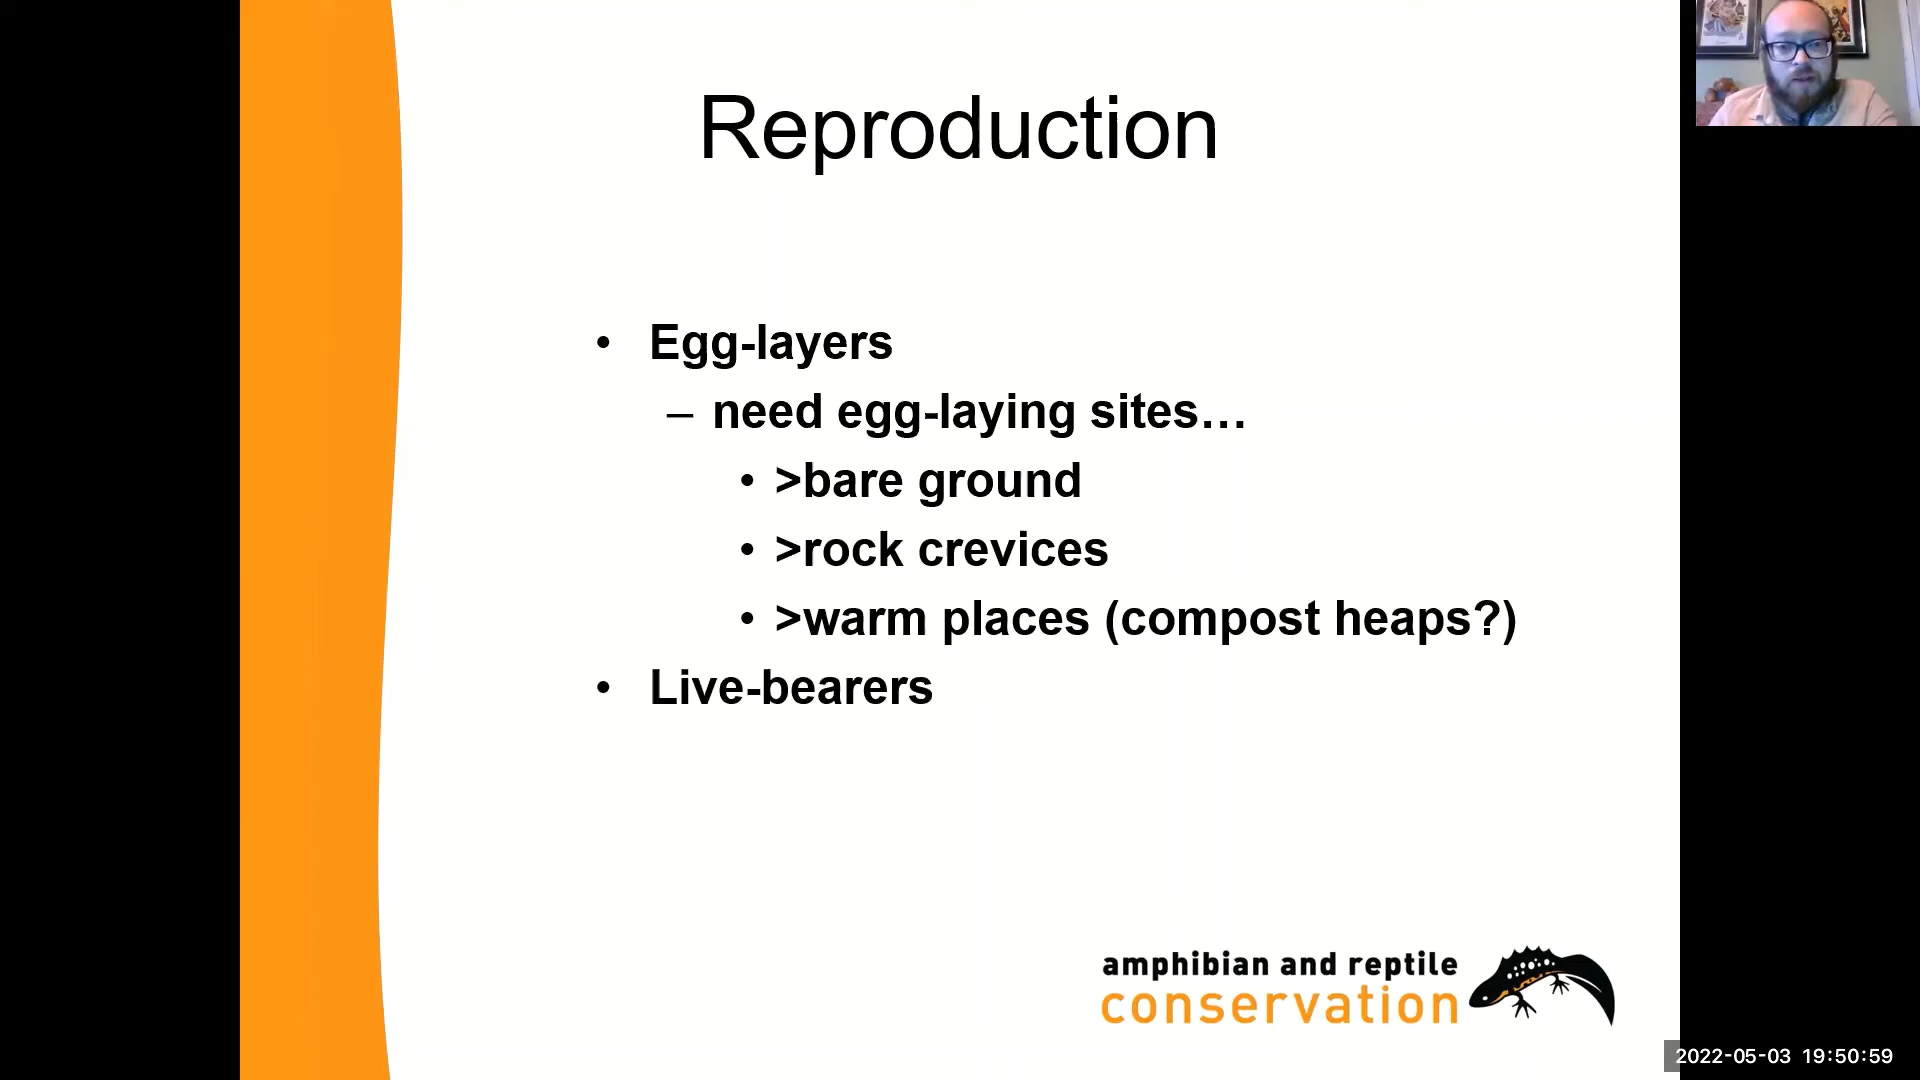 Reproduction
• Egg-layers
– need egg-laying sites…
• >bare ground
• >rock crevices
• >warm places (compost heaps?)
• Live-bearers
amphibian and reptile
conservation
2022-05-03 19:50:59